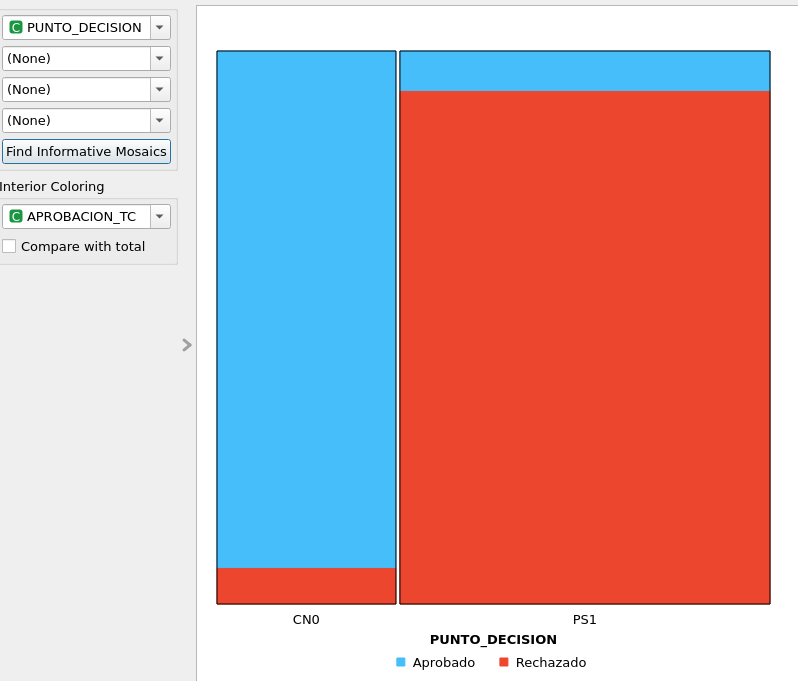 C PUNTO_DECISION
(None)
(None)
(None)
Find Informative Mosaics
Interior Coloring
C APROBACION_TC
Compare with total
CN0 PS1
PUNTO_DECISION
Aprobado Rechazado